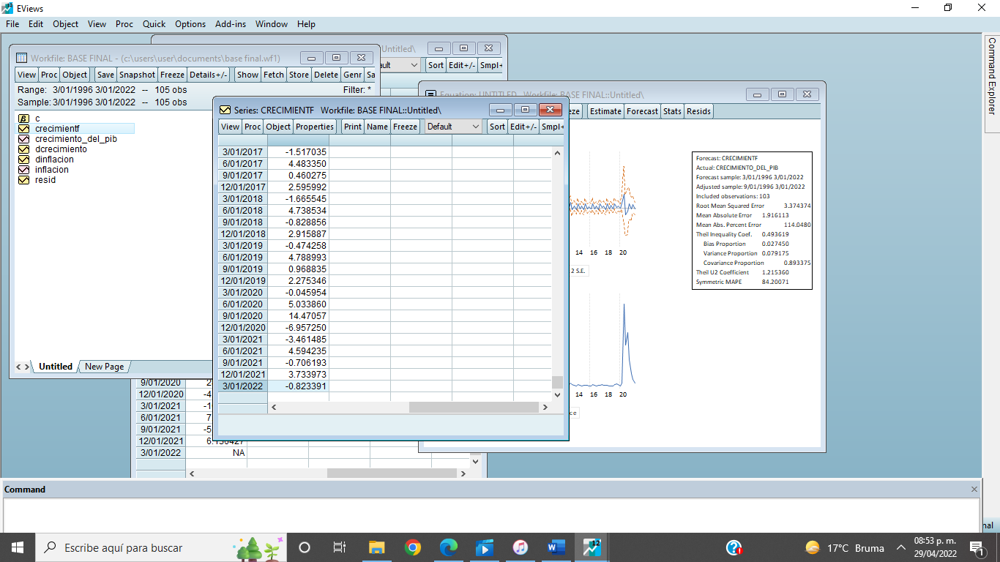 EViews
File Edit Object View Proc Quick Options Add-ins Window Help
Workfile: BASE FINAL - (c:\users\user\documents\base final.wf1)
View Proc Object Save Snapshot Freeze Details+/- Show Fetch Store Delete Genr Sa
Range: 3/01/1996 3/01/2022 -- 105 obs
Filter: *
Sample: 3/01/1996 3/01/2022 -- 105 obs
c
crecimientf
crecimiento_del_pib
dcrecimiento
dinflacion
inflacion
resid
Untitled New Page
Untitled\
ault Sort Edit+/- Smpl+
Series: CRECIMIENTF Workfile: BASE FINAL::Untitled\
View Proc Object Properties Print Name Freeze Default Sort Edit+/- Smpl+
3/01/2017 -1.517035
6/01/2017 4.483350
9/01/2017 0.460275
12/01/2017 2.595992
3/01/2018 -1.665545
6/01/2018 4.738534
9/01/2018 -0.828856
12/01/2018 2.915887
3/01/2019 -0.474258
6/01/2019 4.788993
9/01/2019 0.968835
12/01/2019 2.275346
3/01/2020 -0.045954
6/01/2020 5.033860
9/01/2020 14.47057
12/01/2020 -6.957250
3/01/2021 -3.461485
6/01/2021 4.594235
9/01/2021 -0.706193
12/01/2021 3.733973
3/01/2022 -0.823391
9/01/2020 2
12/01/2020 -4
3/01/2021 -1
6/01/2021 7
9/01/2021 -5
12/01/2021
3/01/2022 NA
Equation: UNTITLED Workfile: BASE FINAL::Untitled\
eze Estimate Forecast Stats Resids
Forecast: CRECIMIENTF
Actual: CRECIMIENTO_DEL_PIB
Forecast sample: 3/01/1996 3/01/2022
Adjusted sample: 9/01/1996 3/01/2022
Included observations: 103
Root Mean Squared Error 3.374374
Mean Absolute Error 1.916113
Mean Abs. Percent Error 114.0480
Theil Inequality Coef. 0.493619
Bias Proportion 0.027450
Variance Proportion 0.079175
Covariance Proportion 0.893375
Theil U2 Coefficient 1.215360
Symmetric MAPE 84.20071
14 16 18 20
2 S.E.
14 16 18 20
ce
Command Explorer
Command
nal
Escribe aquí para buscar
12
17°C Bruma
08:53 p. m.
29/04/2022
1